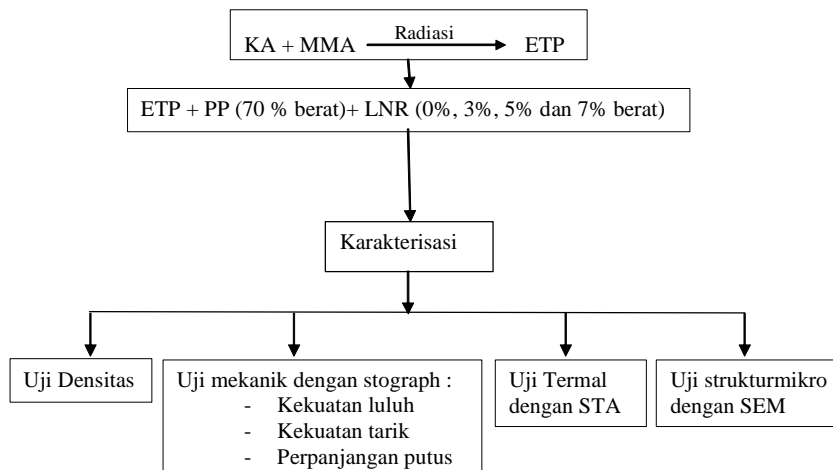 Radiasi
KA + MMA ETP
ETP + PP (70 % berat)+ LNR (0%, 3%, 5% dan 7% berat)
Karakterisasi
Uji Densitas
Uji mekanik dengan stograph :
- Kekuatan luluh
- Kekuatan tarik
- Perpanjangan putus
Uji Termal
dengan STA
Uji strukturmikro
dengan SEM